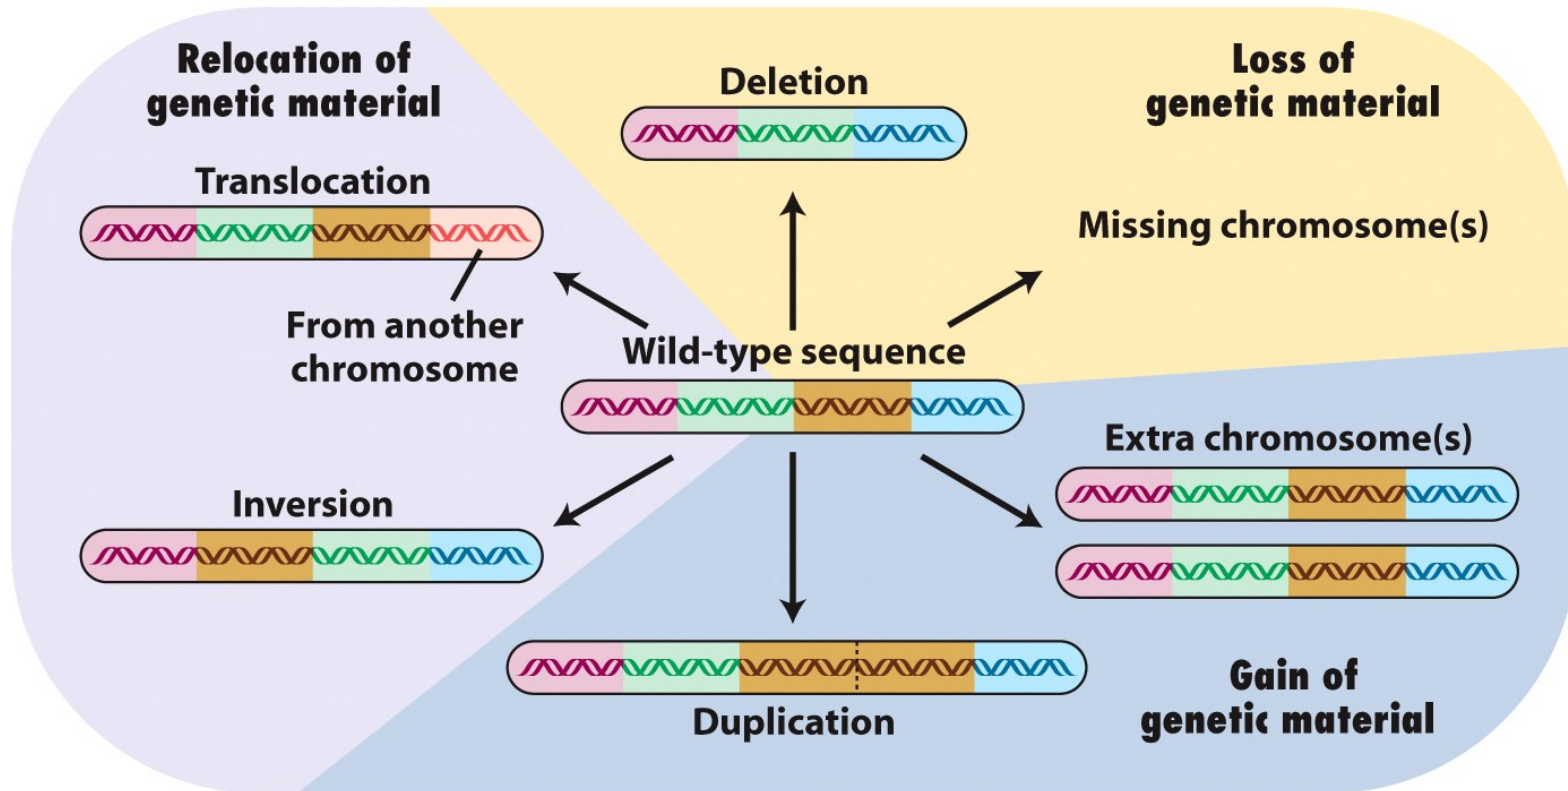 Relocation of
genetic material
Translocation
From another
chromosome
Inversion
Deletion
Loss of
genetic material
Missing chromosome(s)
Wild-type sequence
Extra chromosome(s)
Duplication
Gain of
genetic material